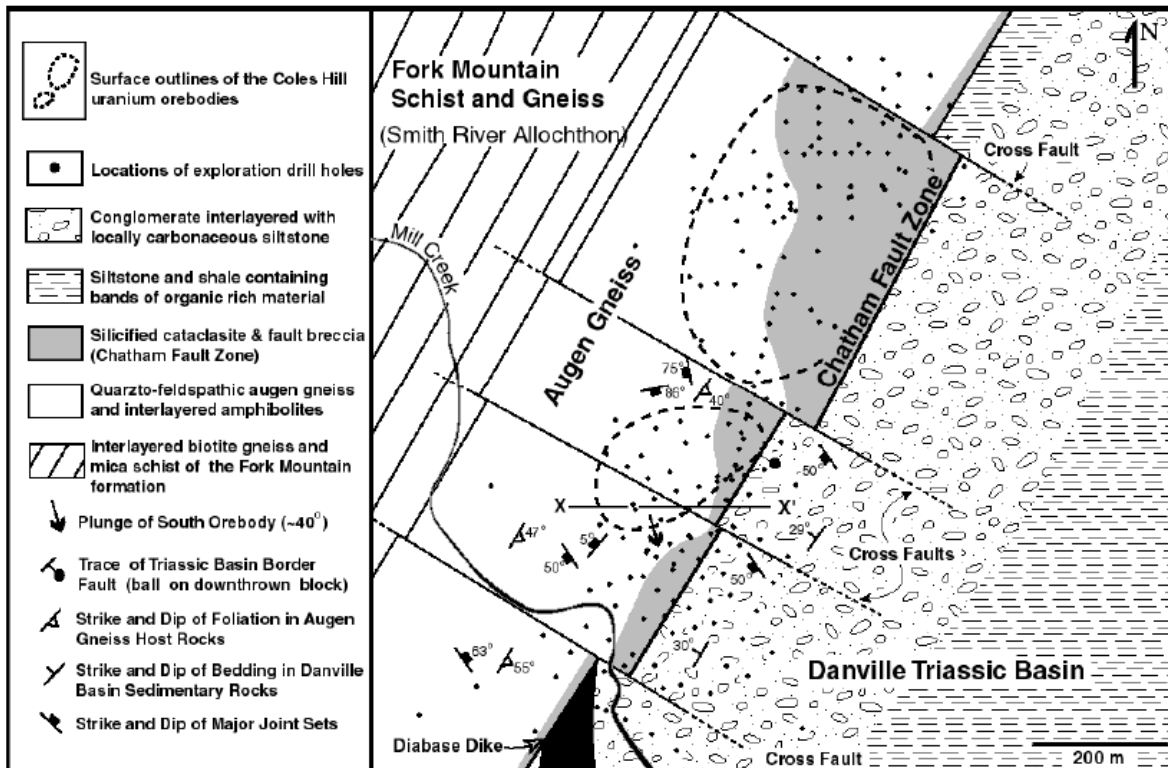 Surface outlines of the Coles Hill
uranium orebodies
Locations of exploration drill holes
Conglomerate interlayered with
locally carbonaceous siltstone
Siltstone and shale containing
bands of organic rich material
Silicified cataclasite & fault breccia
(Chatham Fault Zone)
Quarzto-feldspathic augen gneiss
and interlayered amphibolites
Interlayered biotite gneiss and
mica schist of the Fork Mountain
formation
Plunge of South Orebody (~40°)
Trace of Triassic Basin Border
Fault (ball on downthrown block)
Strike and Dip of Foliation in Augen
Gneiss Host Rocks
Strike and Dip of Bedding in Danville
Basin Sedimentary Rocks
Strike and Dip of Major Joint Sets
Fork Mountain
Schist and Gneiss
(Smith River Allochthon)
N
Cross Fault
Mill Creek
Augen Gneiss
Chatham Fault Zone
75°
86°
40°
50°
X
X'
47°
5°
50°
29°
50°
Cross Faults
30°
63°
55°
Danville Triassic Basin
Diabase Dike
Cross Fault
200 m